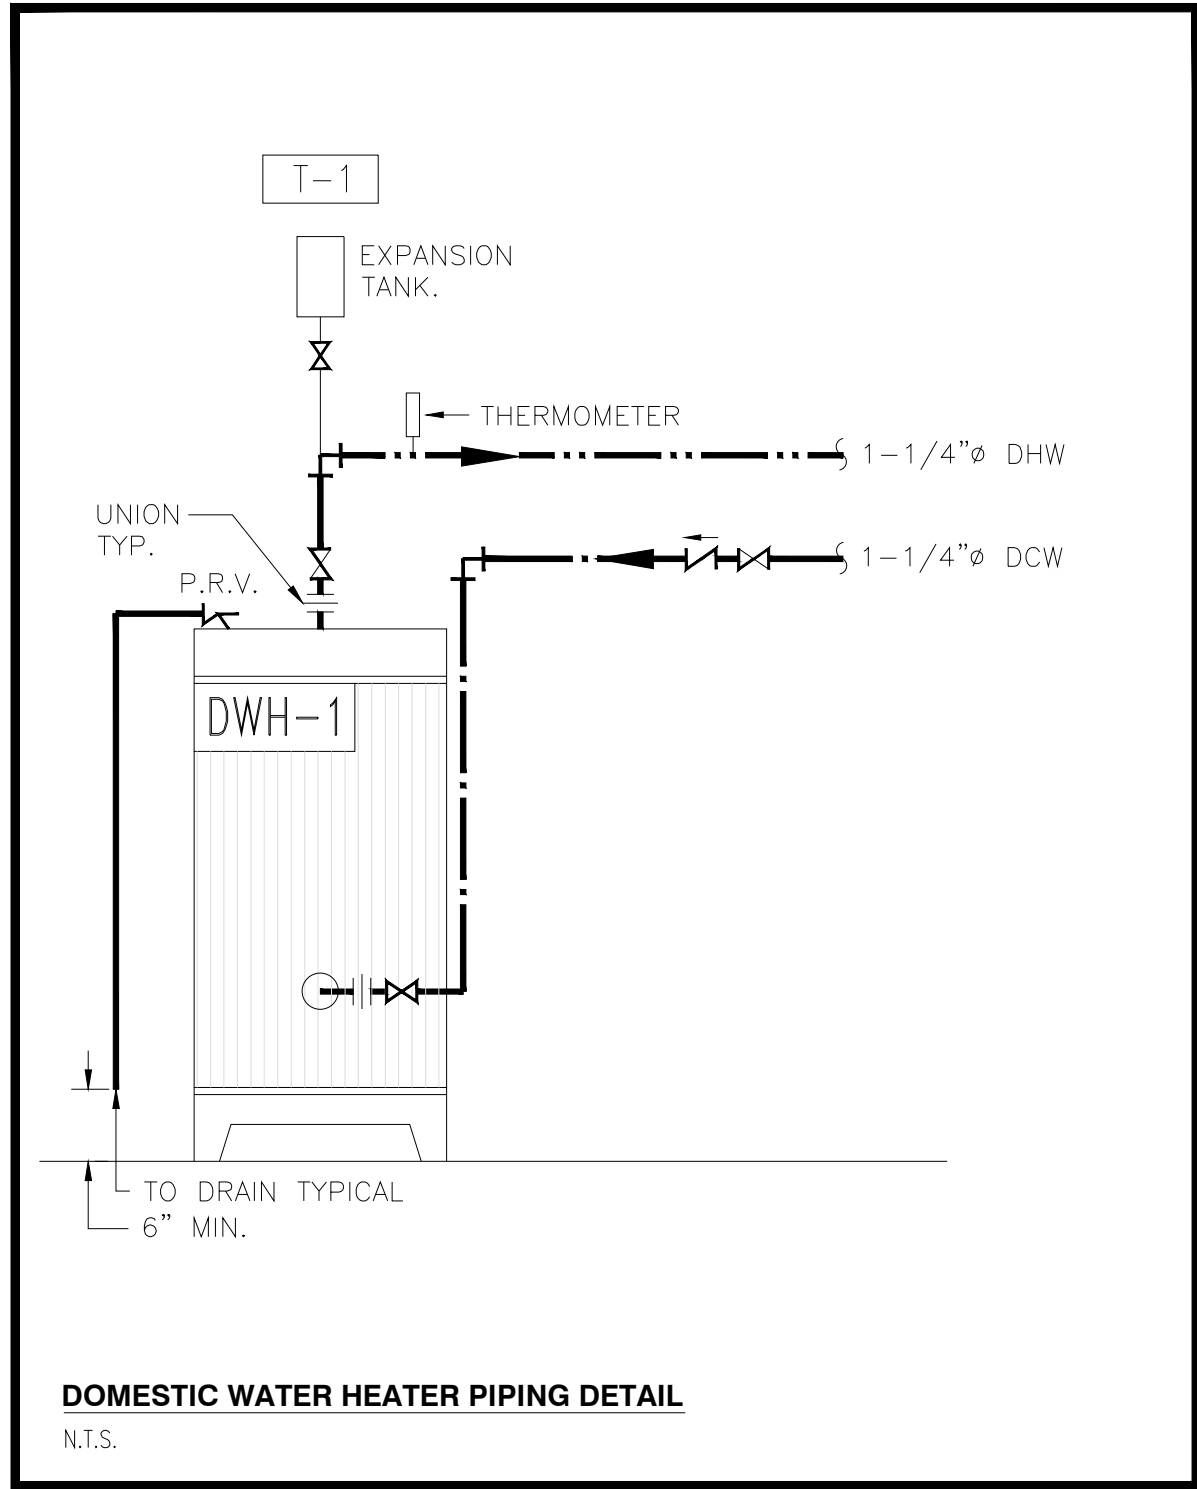 T-1
EXPANSION
TANK.
THERMOMETER
1-1/4"ø DHW
UNION
TYP.
1-1/4"ø DCW
P.R.V.
DWH-1
TO DRAIN TYPICAL
6" MIN.
DOMESTIC WATER HEATER PIPING DETAIL
N.T.S.